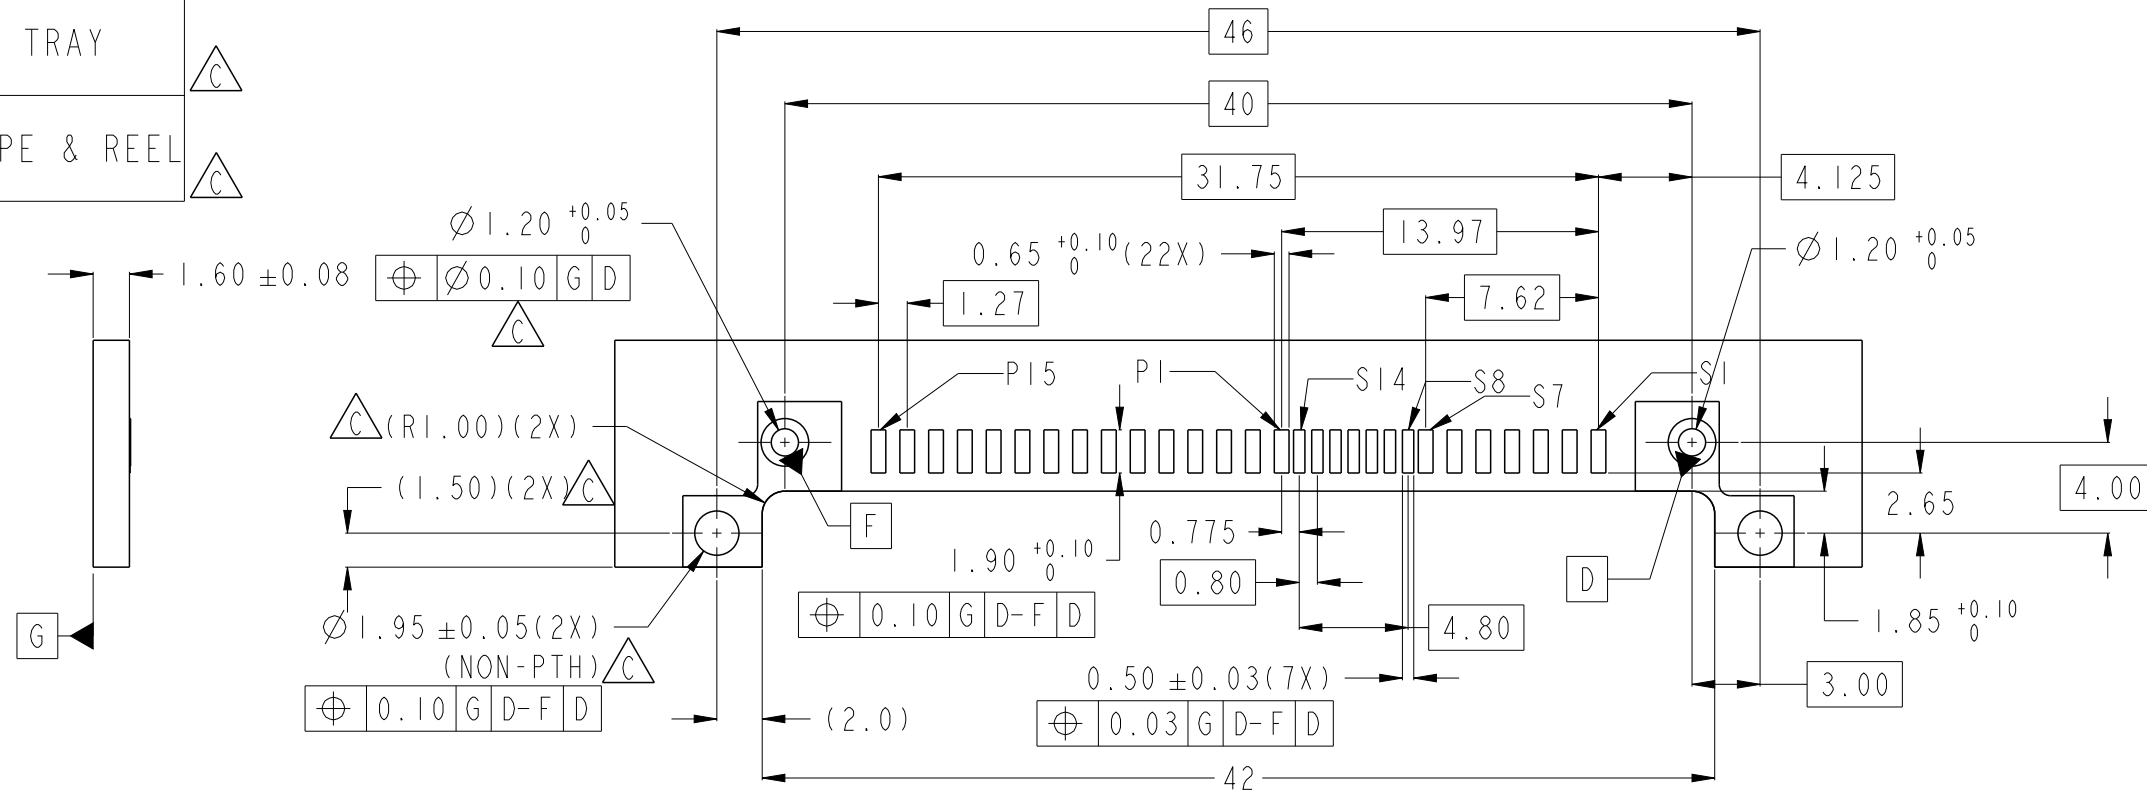 TRAY
C
PE & REEL
C
46
40
31.75
4.125
13.97
Ø1.20 +0.05 0
0.65 +0.10 0 (22X)
Ø1.20 +0.05 0
1.60 ±0.08
⌖ Ø0.10 G D
C
1.27
7.62
P15
P1
S14
S8
S7
S1
C (R1.00)(2X)
(1.50)(2X) C
F
0.775
2.65
4.00
1.90 +0.10 0
0.80
D
⌖ 0.10 G D-F D
G
Ø1.95 ±0.05(2X)
(NON-PTH) C
⌖ 0.10 G D-F D
4.80
1.85 +0.10 0
0.50 ±0.03(7X)
⌖ 0.03 G D-F D
3.00
(2.0)
42